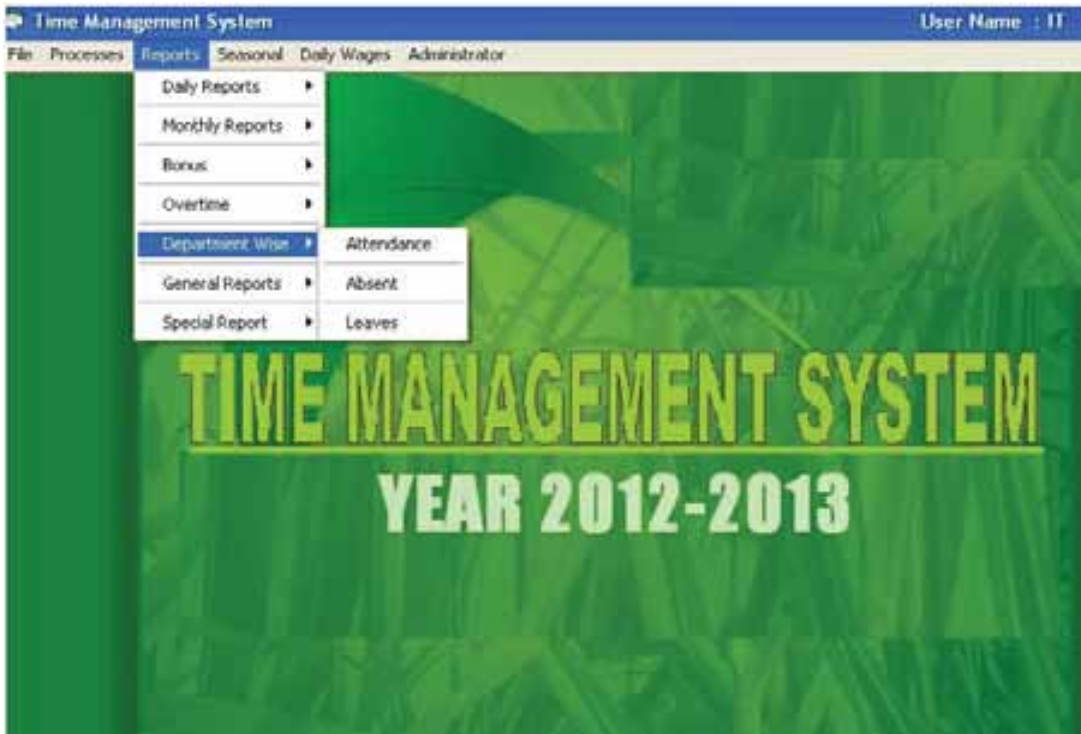 Time Management System User Name : IT
File Processes Reports Seasonal Daily Wages Administrator
Daily Reports
Monthly Reports
Bonus
Overtime
Department Wise Attendance
General Reports Absent
Special Report Leaves
TIME MANAGEMENT SYSTEM
YEAR 2012-2013